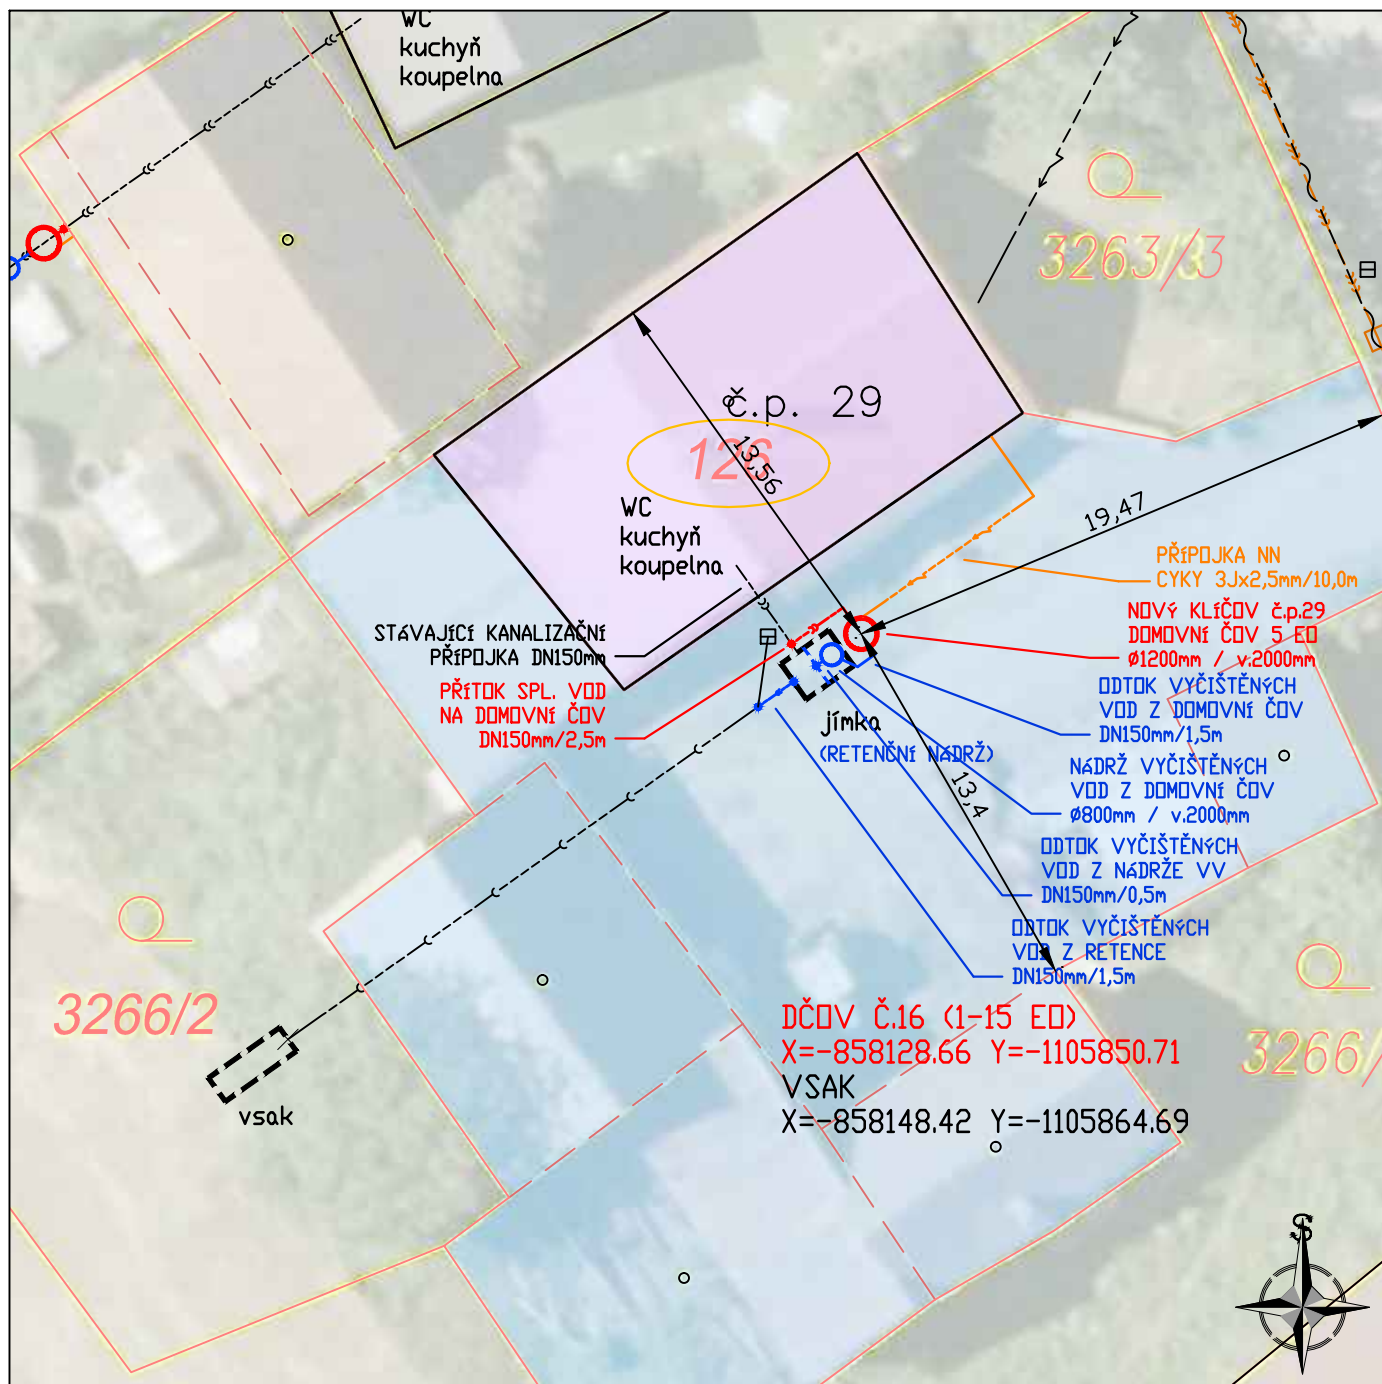 WC
kuchyň
koupelna
3263/3
č.p. 29
126
13,56
19,47
WC
kuchyň
koupelna
PŘÍPOJKA NN
CYKY 3Jx2,5mm/10,0m
NOVÝ KLÍČOV č.p.29
DOMOVNÍ ČOV 5 EO
Ø1200mm / v.2000mm
STÁVAJÍCÍ KANALIZAČNÍ
PŘÍPOJKA DN150mm
PŘÍTOK SPL. VOD
NA DOMOVNÍ ČOV
DN150mm/2,5m
ODTOK VYČIŠTĚNÝCH
VOD Z DOMOVNÍ ČOV
DN150mm/1,5m
jímka
(RETENČNÍ NÁDRŽ)
NÁDRŽ VYČIŠTĚNÝCH
VOD Z DOMOVNÍ ČOV
Ø800mm / v.2000mm
13,4
ODTOK VYČIŠTĚNÝCH
VOD Z NÁDRŽE VV
DN150mm/0,5m
ODTOK VYČIŠTĚNÝCH
VOD Z RETENCE
DN150mm/1,5m
3266/2
DČOV Č.16 (1-15 EO)
X=-858128.66 Y=-1105850.71
VSAK
X=-858148.42 Y=-1105864.69
3266/
vsak
S